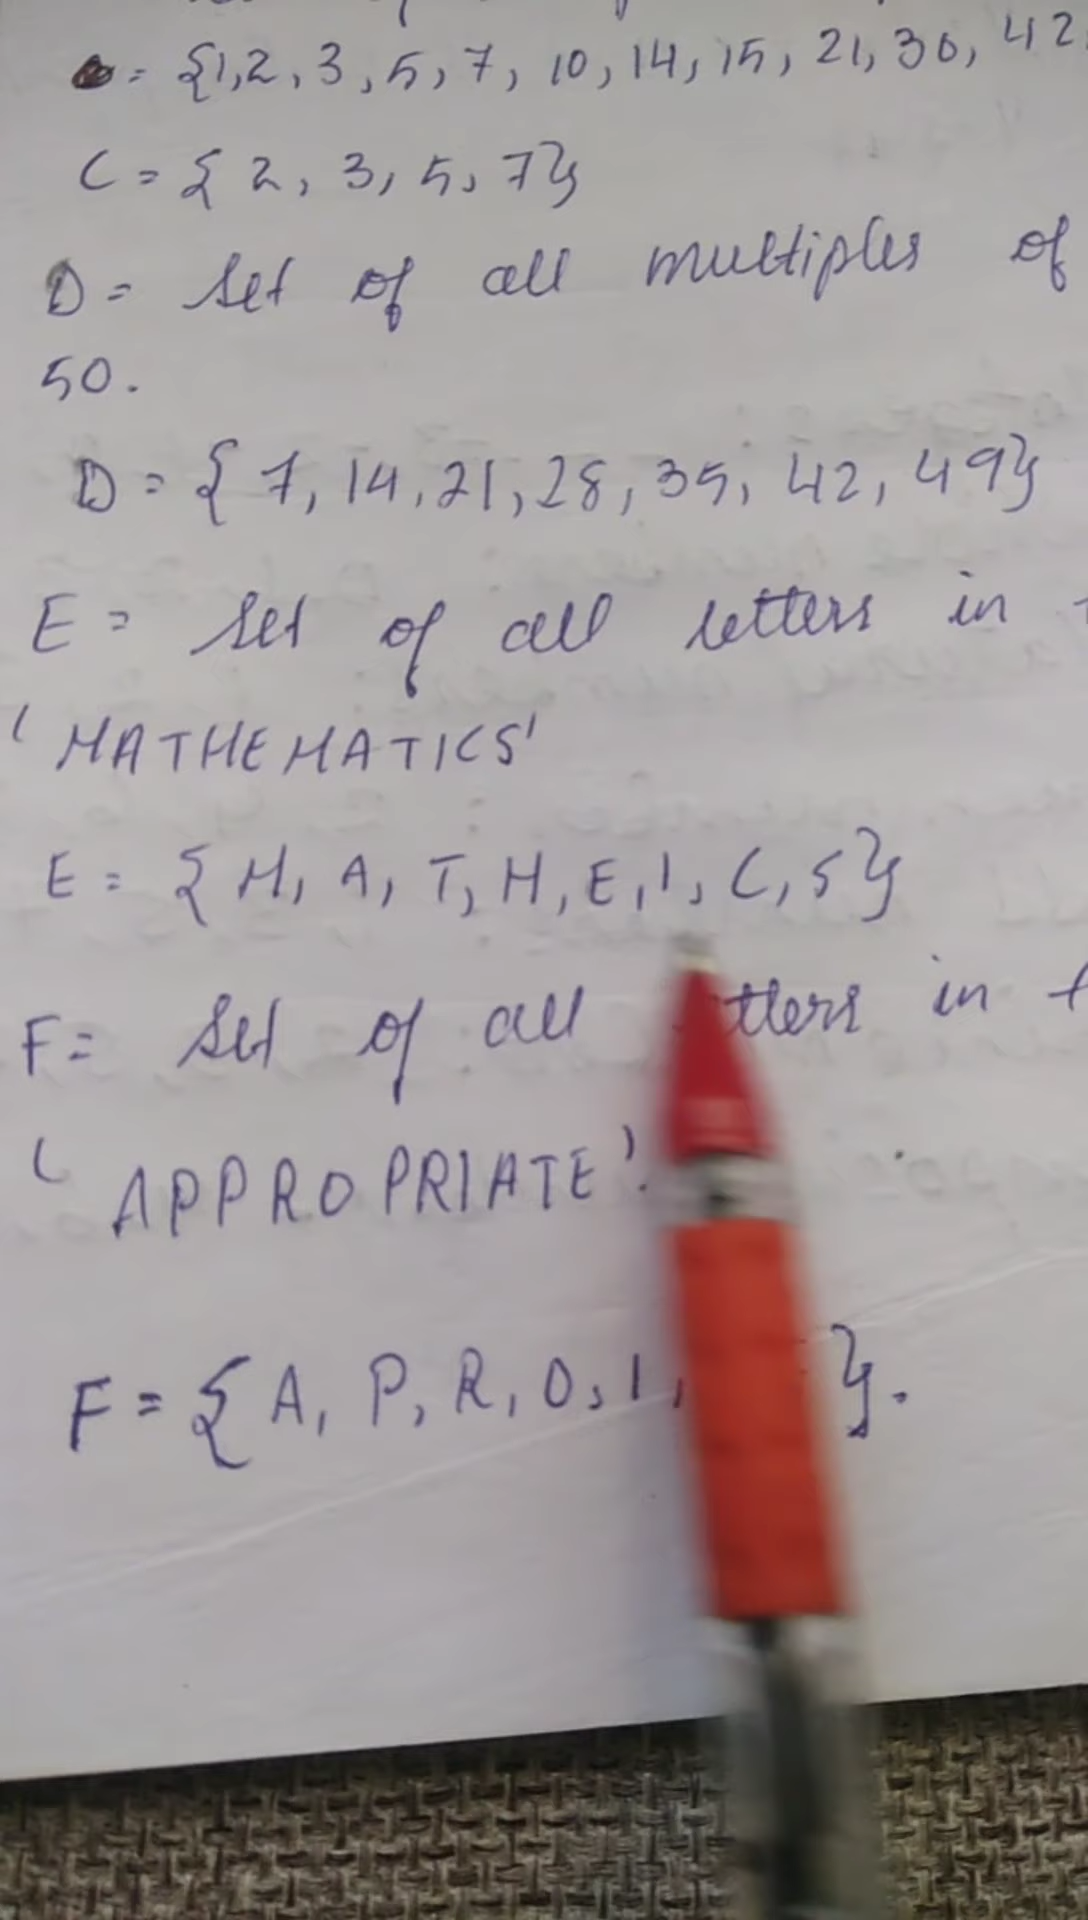 = {1, 2, 3, 5, 7, 10, 14, 15, 21, 30, 42
C = { 2, 3, 5, 7}
D = Set of all multiples of
50.
D = { 7, 14, 21, 28, 35, 42, 49}
E = Set of all letters in
'MATHEMATICS'
E = { M, A, T, H, E, I, C, S}
F = Set of all in
'APPROPRIATE'.
F = { A, P, R, O, I, }.